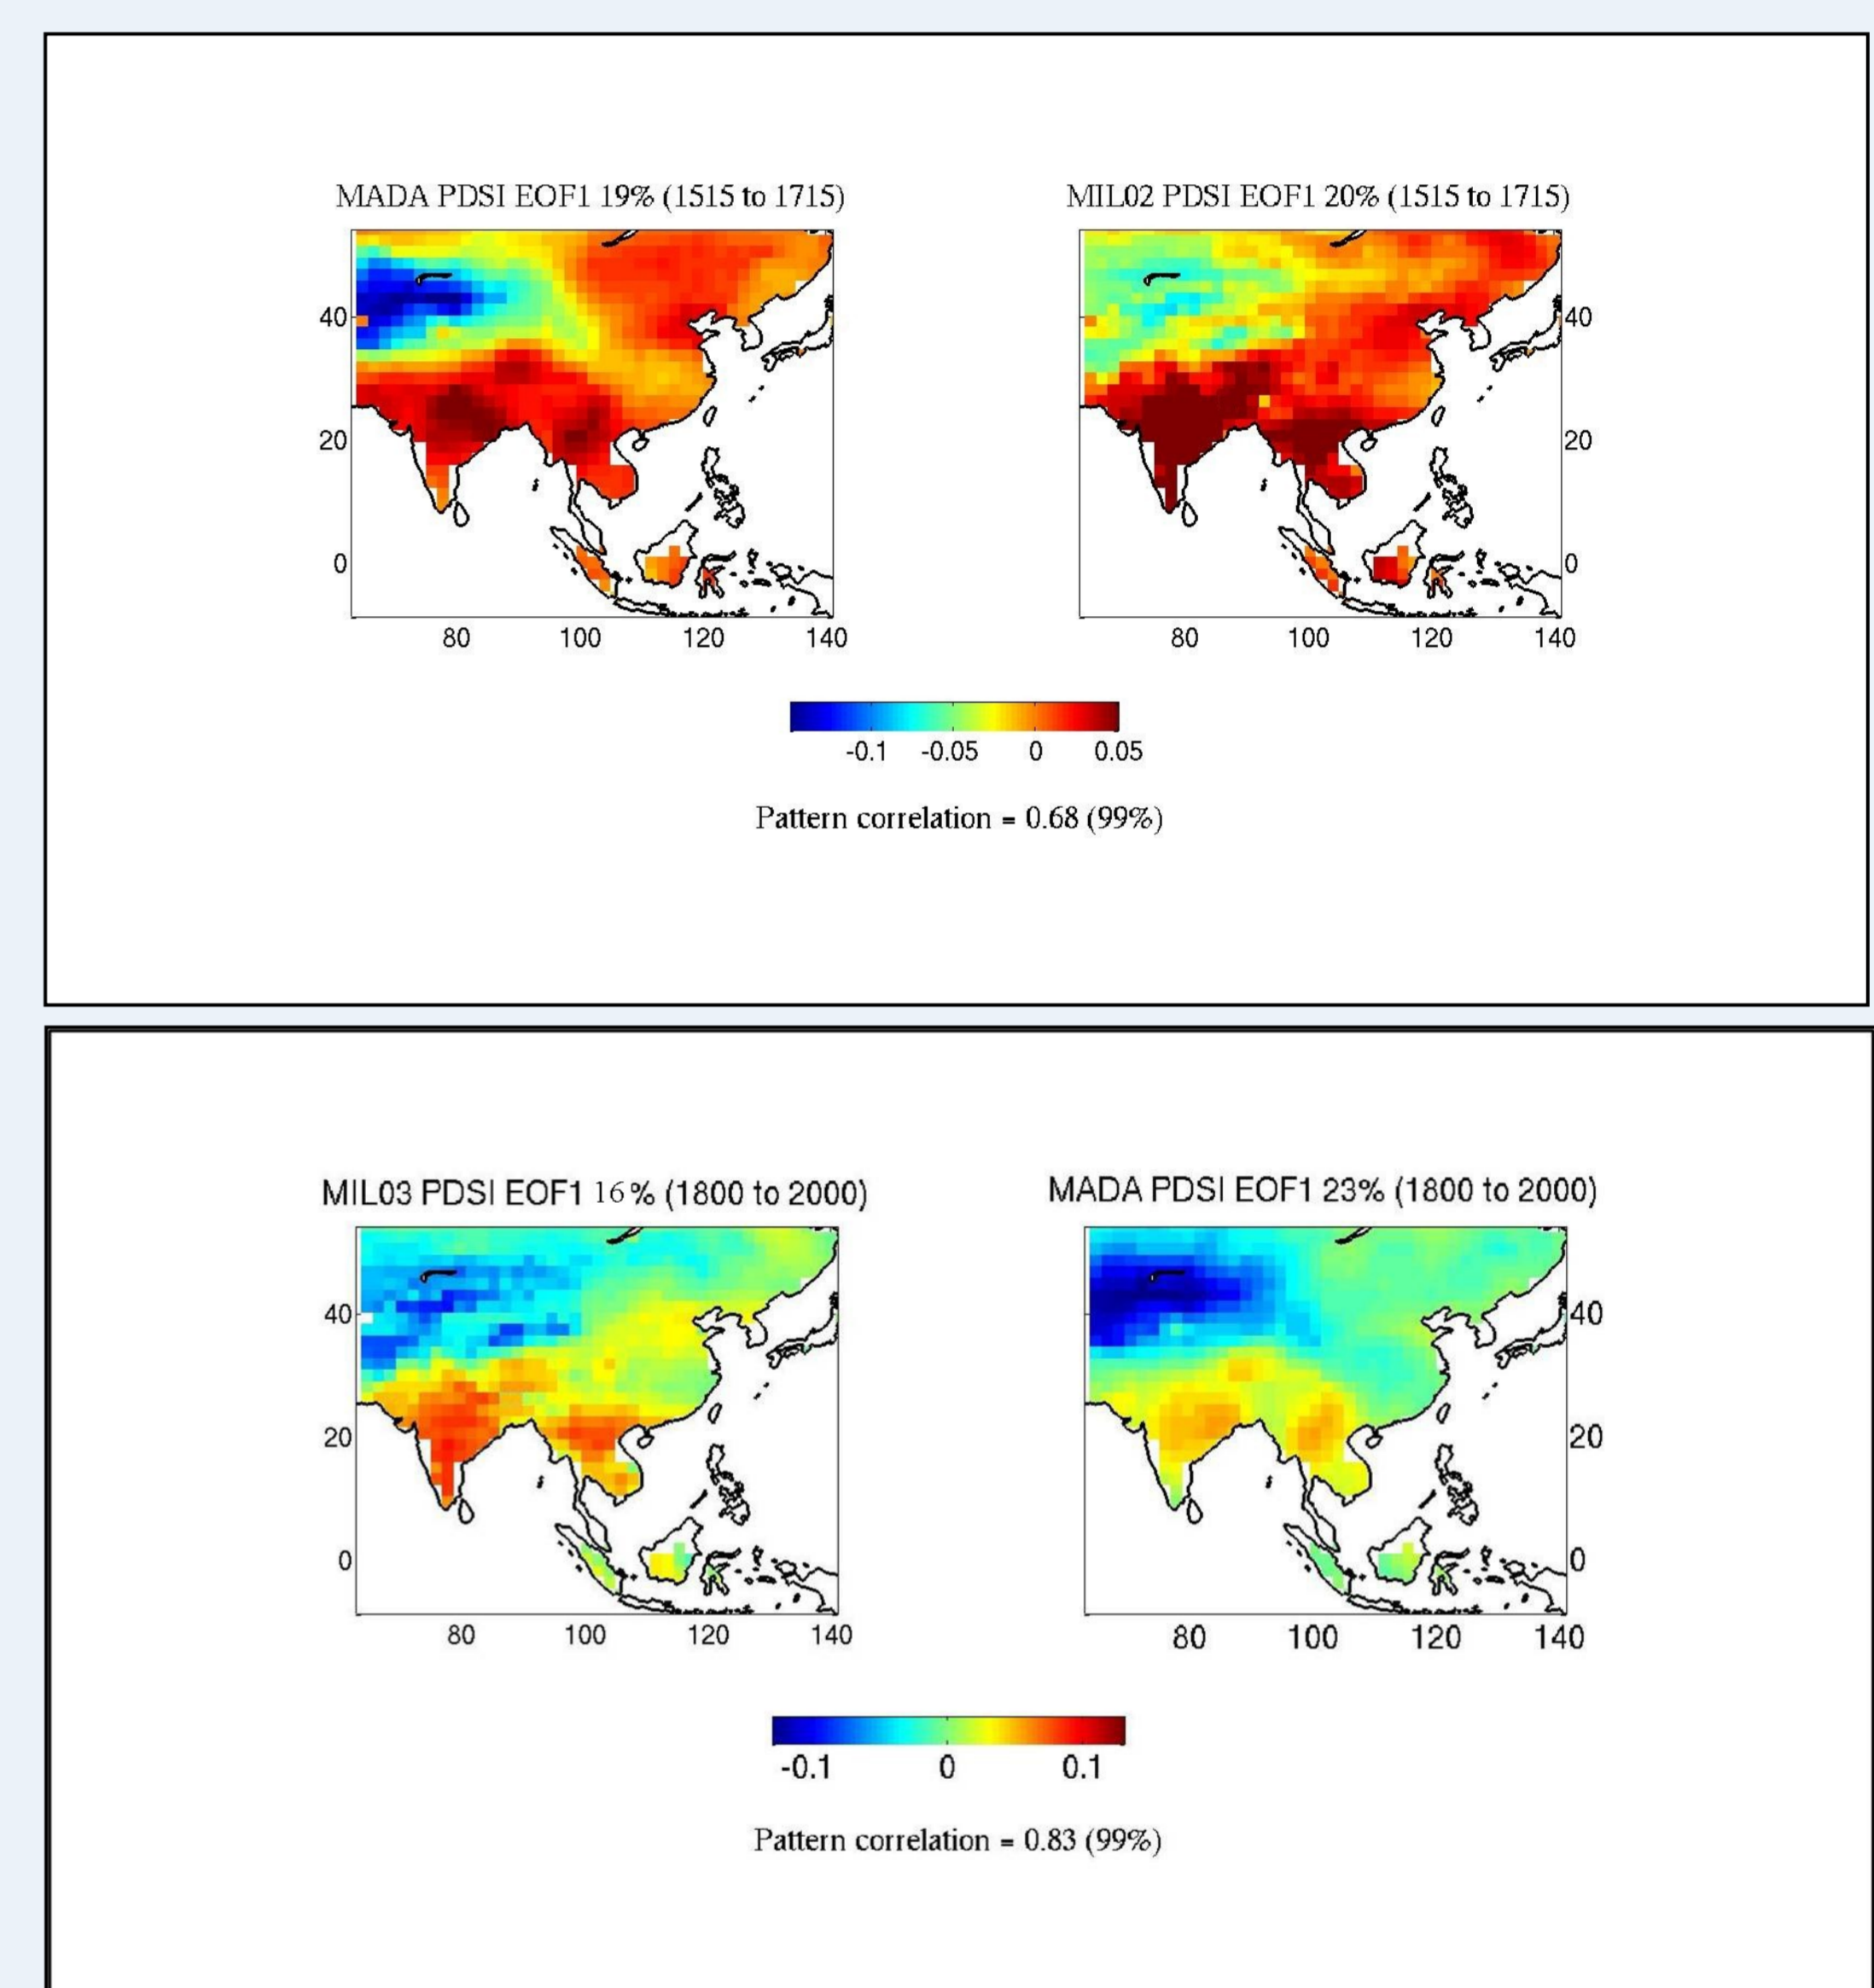 MADA PDSI EOF1 19% (1515 to 1715)
MIL02 PDSI EOF1 20% (1515 to 1715)
40
20
0
80 100 120 140
40
20
0
80 100 120 140
-0.1 -0.05 0 0.05
Pattern correlation = 0.68 (99%)
MIL03 PDSI EOF1 16% (1800 to 2000)
MADA PDSI EOF1 23% (1800 to 2000)
40
20
0
80 100 120 140
40
20
0
80 100 120 140
-0.1 0 0.1
Pattern correlation = 0.83 (99%)